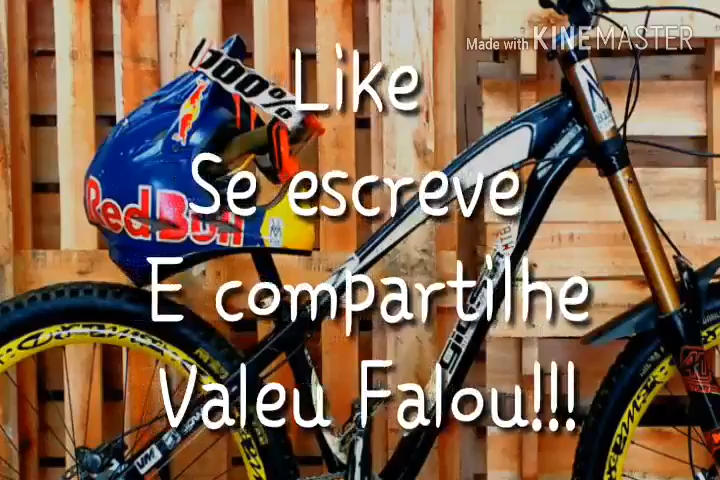 Made with KINEMASTER
100%
Like
Se escreve
Red Bull
E compartilhe
Valeu Falou!!!